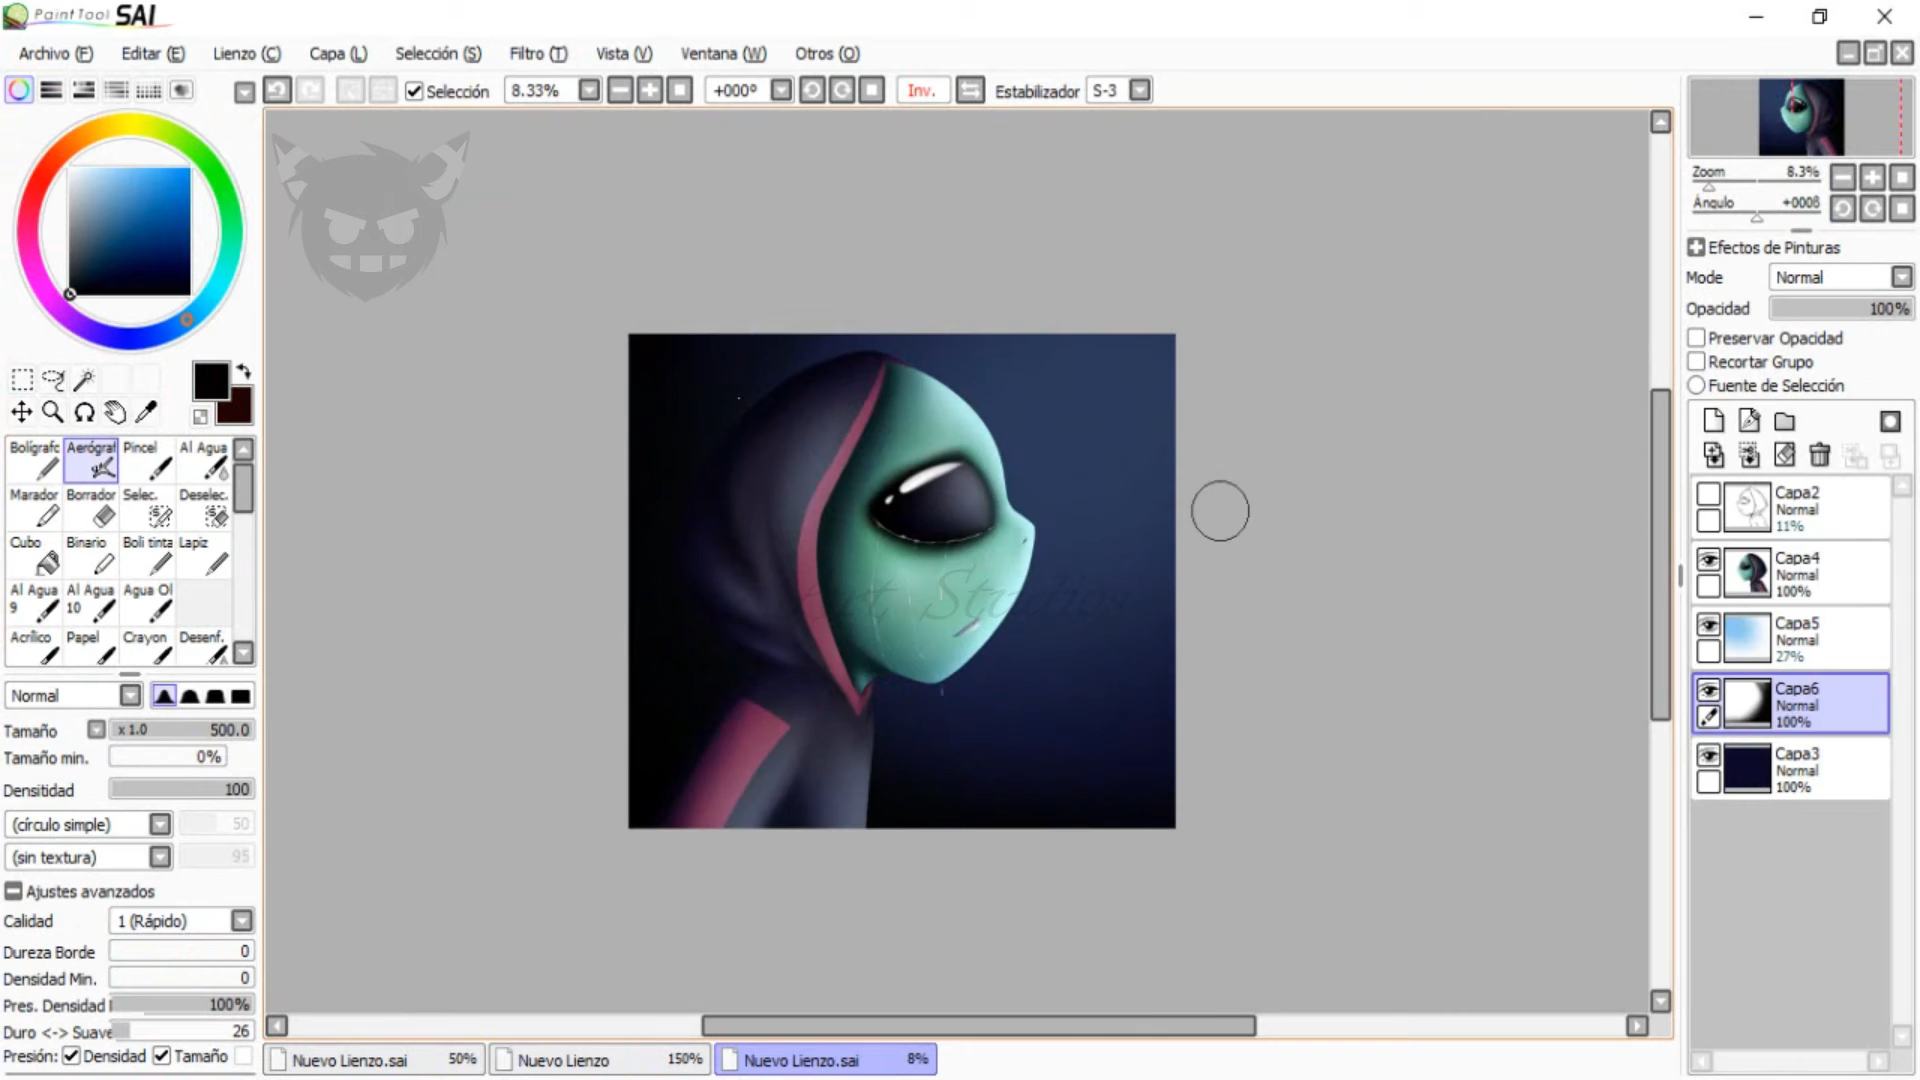 PaintTool SAI
Archivo (F) Editar (E) Lienzo (C) Capa (L) Selección (S) Filtro (T) Vista (V) Ventana (W) Otros (O)
Selección 8.33% +000º Inv. Estabilizador S-3
Zoom 8.3%
Ángulo +000º
Efectos de Pinturas
Mode Normal
Opacidad 100%
Preservar Opacidad
Recortar Grupo
Fuente de Selección
Bolígrafo Aerógraf Pincel Al Agua
Marador Borrador Selec. Deselec.
Cubo Binario Boli tinta Lapiz
Al Agua 9 Al Agua 10 Agua Ol
Acrílico Papel Crayon Desenf.
Normal
Tamaño x 1.0 500.0
Tamaño min. 0%
Densitidad 100
(círculo simple) 50
(sin textura) 95
Ajustes avanzados
Calidad 1 (Rápido)
Dureza Borde 0
Densidad Min. 0
Pres. Densidad 100%
Duro <-> Suave 26
Presión: Densidad Tamaño
Art Studios
Capa2
Normal
11%
Capa4
Normal
100%
Capa5
Normal
27%
Capa6
Normal
100%
Capa3
Normal
100%
Nuevo Lienzo.sai 50% Nuevo Lienzo 150% Nuevo Lienzo.sai 8%